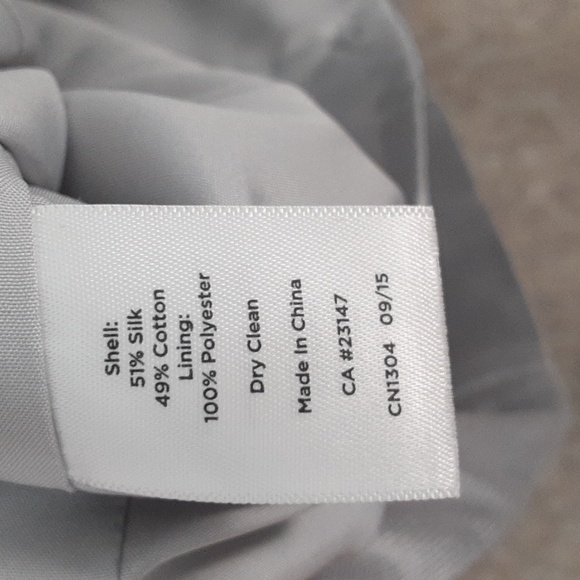 Shell:
51% Silk
49% Cotton
Lining:
100% Polyester
Dry Clean
Made In China
CA #23147
CN1304 09/15